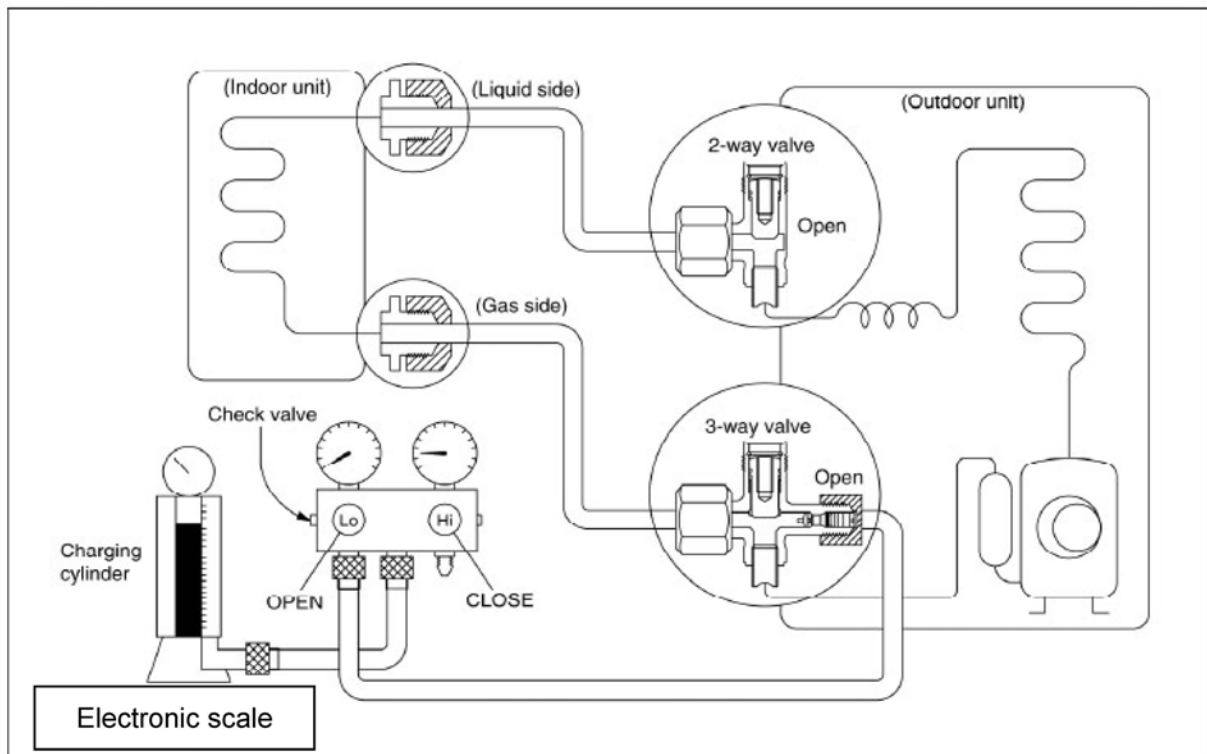 (Indoor unit)
(Liquid side)
(Outdoor unit)
2-way valve
Open
(Gas side)
Check valve
3-way valve
Open
Lo
Hi
Charging
cylinder
OPEN
CLOSE
Electronic scale